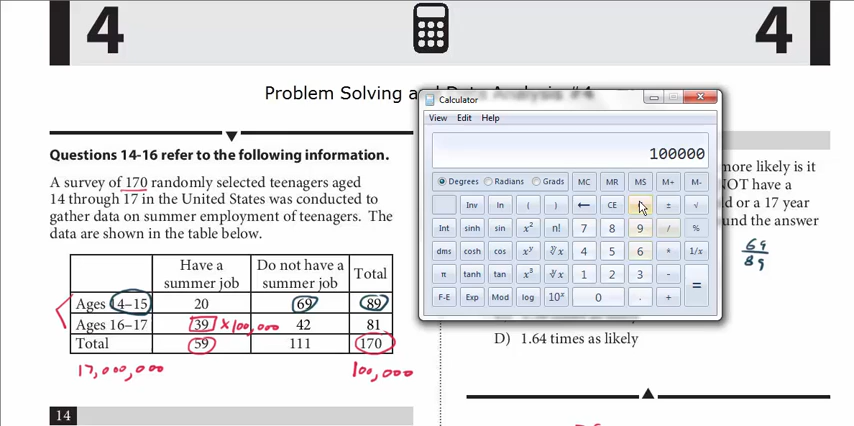 4
4
Problem Solving and Data Analysis #4
Questions 14-16 refer to the following information.
A survey of 170 randomly selected teenagers aged
14 through 17 in the United States was conducted to
gather data on summer employment of teenagers. The
data are shown in the table below.
Have a summer job
Do not have a summer job
Total
Ages 14–15 20 69 89
Ages 16–17 39 ×100,000 42 81
Total 59 111 170
17,000,000
100,000
14
Calculator
View Edit Help
100000
Degrees Radians Grads MC MR MS M+ M-
Inv ln ( ) ← CE ± √
Int sinh sin x² n! 7 8 9 / %
dms cosh cos xʸ ʸ√x 4 5 6 * 1/x
π tanh tan x³ ³√x 1 2 3 - =
F-E Exp Mod log 10ˣ 0 . +
more likely is it
NOT have a
d or a 17 year
und the answer
69
89
D) 1.64 times as likely